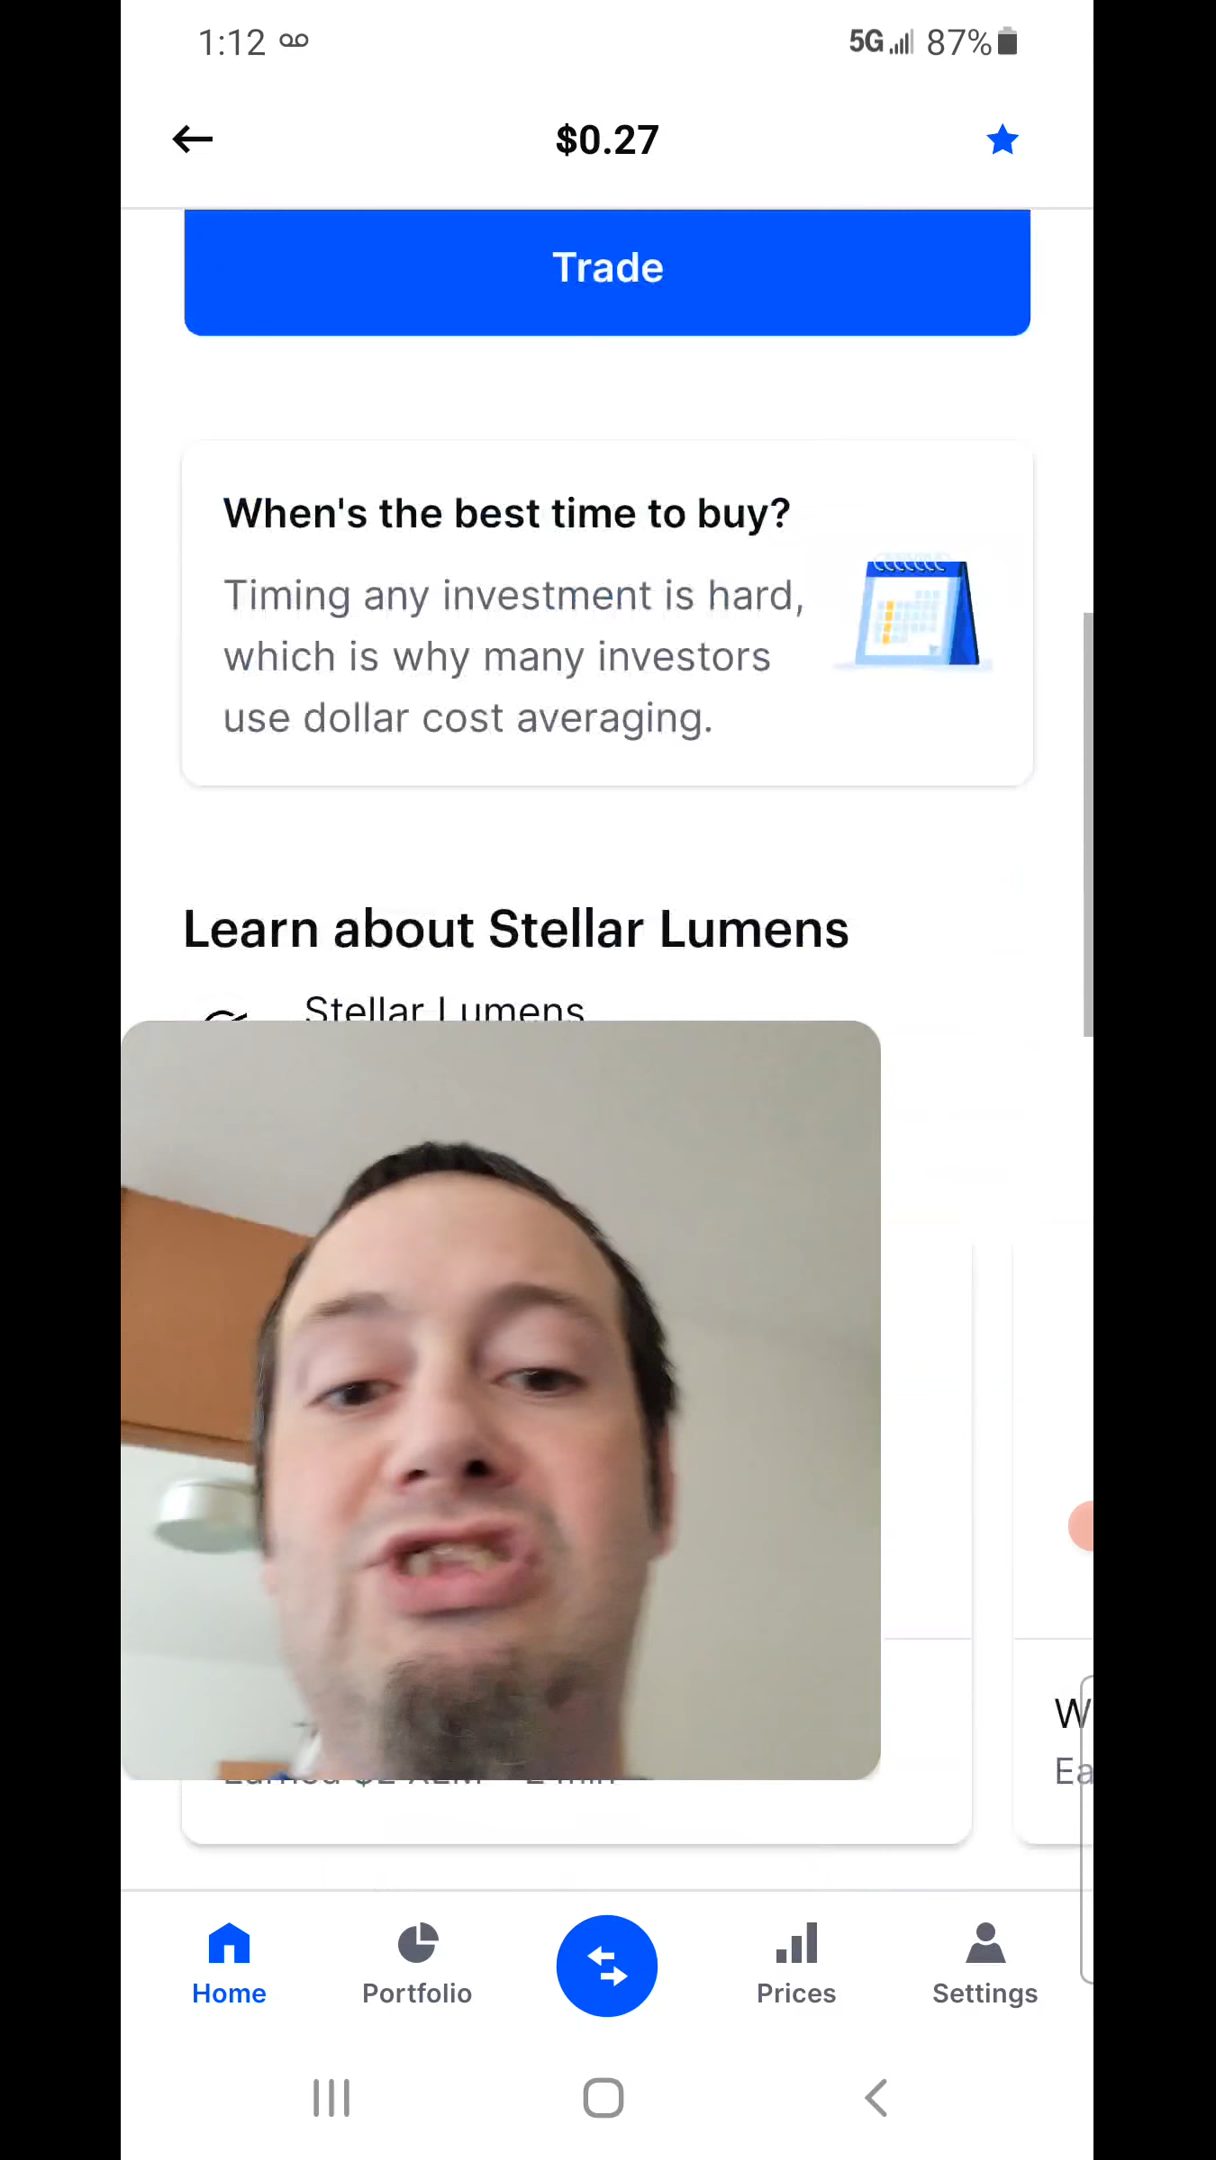 1:12
5G 87%
$0.27
Trade
When's the best time to buy?
Timing any investment is hard,
which is why many investors
use dollar cost averaging.
Learn about Stellar Lumens
Stellar Lumens
Home
Portfolio
Prices
Settings